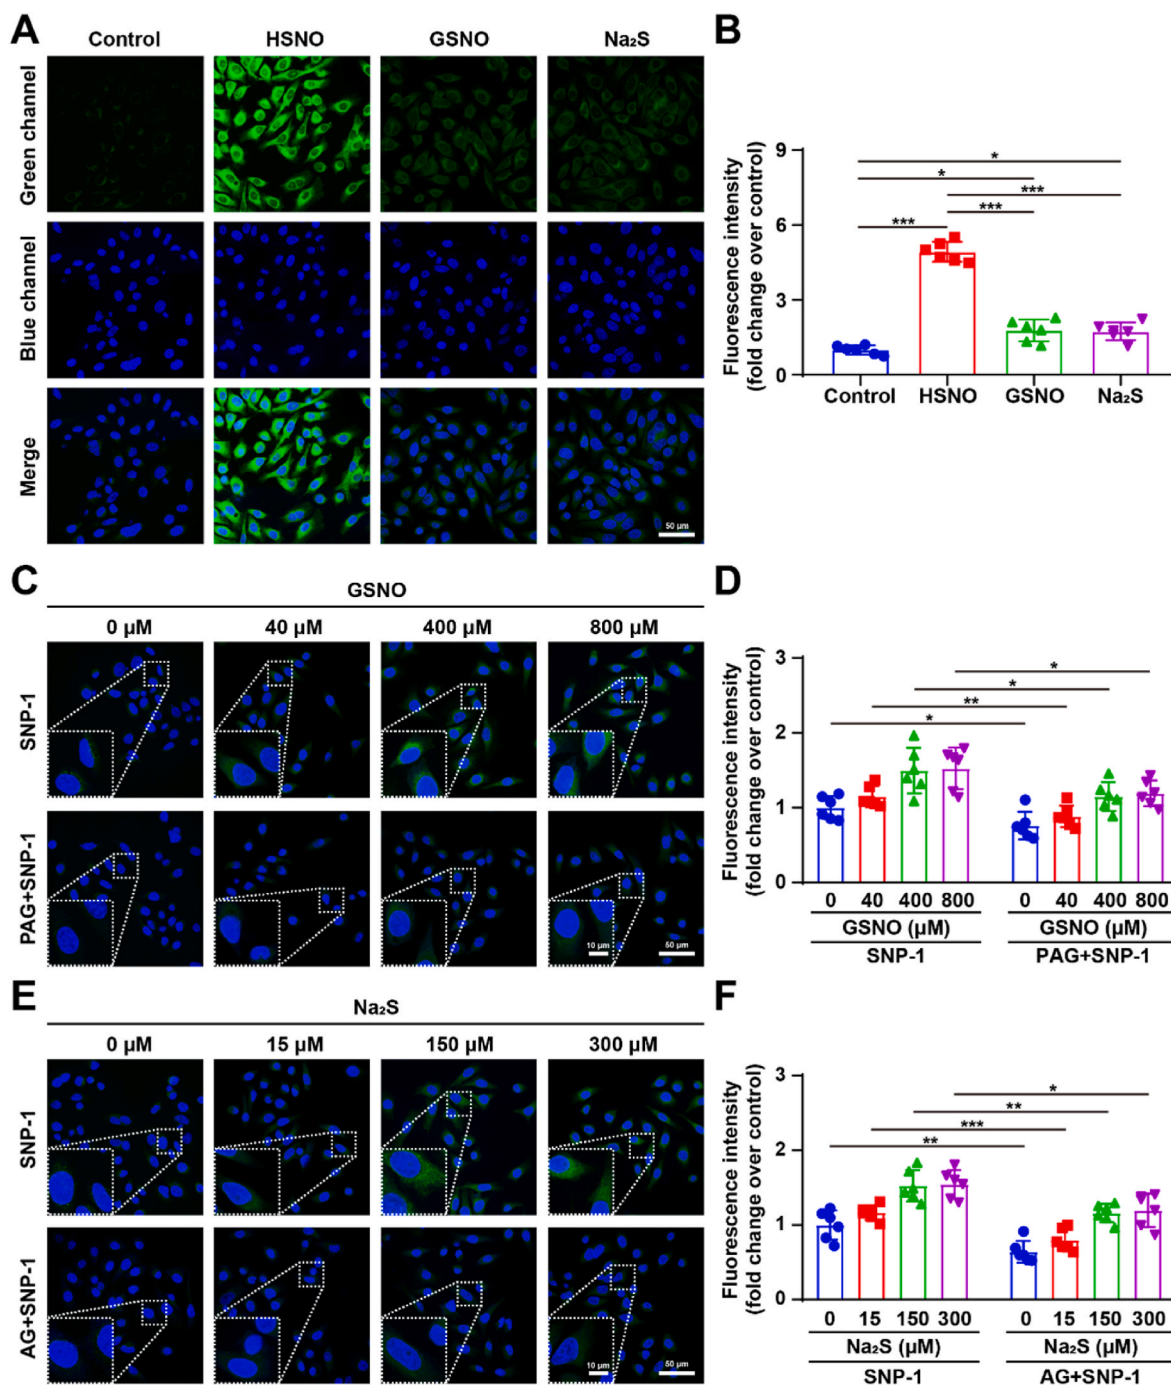 A
Control HSNO GSNO Na₂S
Green channel
Blue channel
Merge
50 µm
B
Fluorescence intensity
(fold change over control)
9
6
3
0
*
*
***
***
***
Control HSNO GSNO Na₂S
C
GSNO
0 µM 40 µM 400 µM 800 µM
SNP-1
PAG+SNP-1
10 µm 50 µm
D
Fluorescence intensity
(fold change over control)
3
2
1
0
*
*
**
*
0 40 400 800 0 40 400 800
GSNO (µM) GSNO (µM)
SNP-1 PAG+SNP-1
E
Na₂S
0 µM 15 µM 150 µM 300 µM
SNP-1
AG+SNP-1
10 µm 50 µm
F
Fluorescence intensity
(fold change over control)
3
2
1
0
*
**
***
**
0 15 150 300 0 15 150 300
Na₂S (µM) Na₂S (µM)
SNP-1 AG+SNP-1